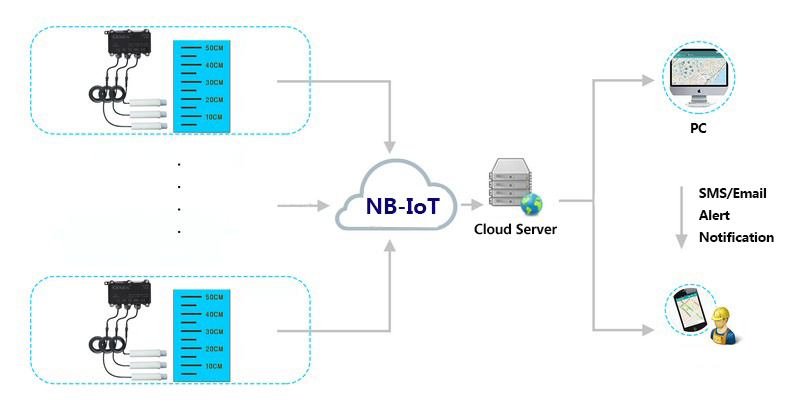 50CM
40CM
30CM
20CM
10CM
NB-IoT
Cloud Server
PC
SMS/Email
Alert
Notification
50CM
40CM
30CM
20CM
10CM